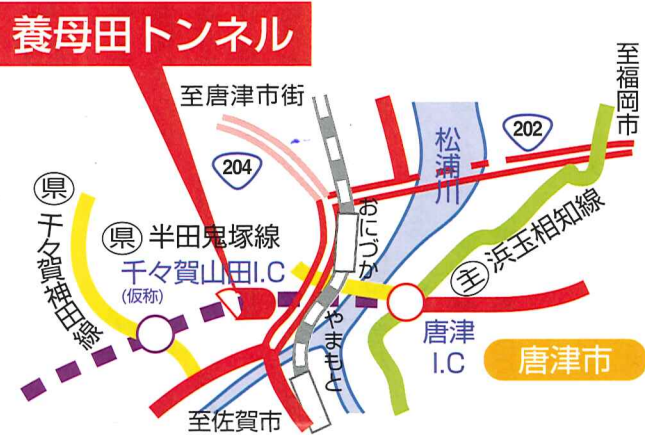 養母田トンネル
至唐津市街
至福岡市
204
202
松浦川
県 千々賀神田線
県 半田鬼塚線
おにづか
主 浜玉相知線
千々賀山田I.C
(仮称)
やまもと
唐津
I.C
唐津市
至佐賀市